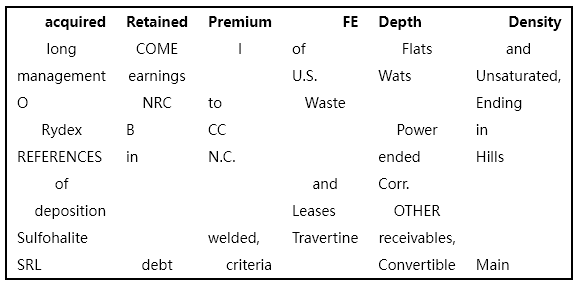 acquired Retained Premium FE Depth Density
long COME I of Flats and
management earnings U.S. Wats Unsaturated,
O NRC to Waste Ending
Rydex B CC Power in
REFERENCES in N.C. ended Hills
of and Corr.
deposition Leases OTHER
Sulfohalite welded, Travertine receivables,
SRL debt criteria Convertible Main